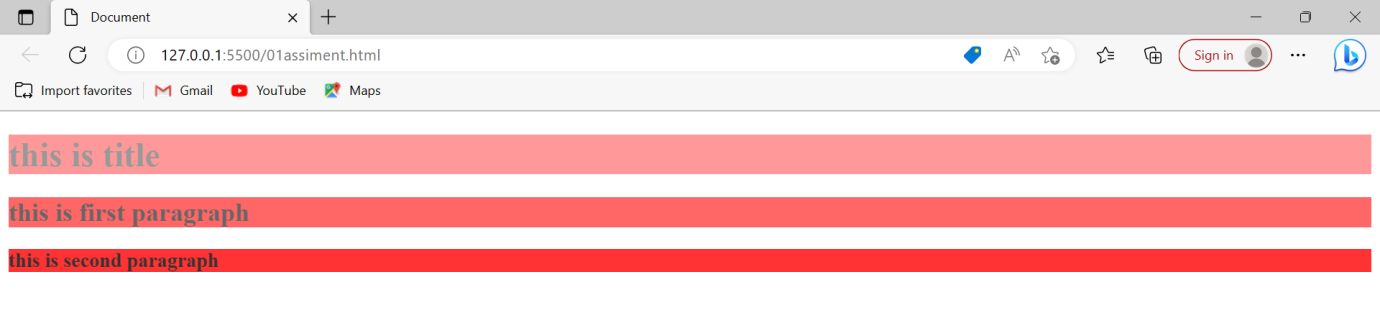 Document
127.0.0.1:5500/01assiment.html
Sign in
Import favorites Gmail YouTube Maps
this is title
this is first paragraph
this is second paragraph